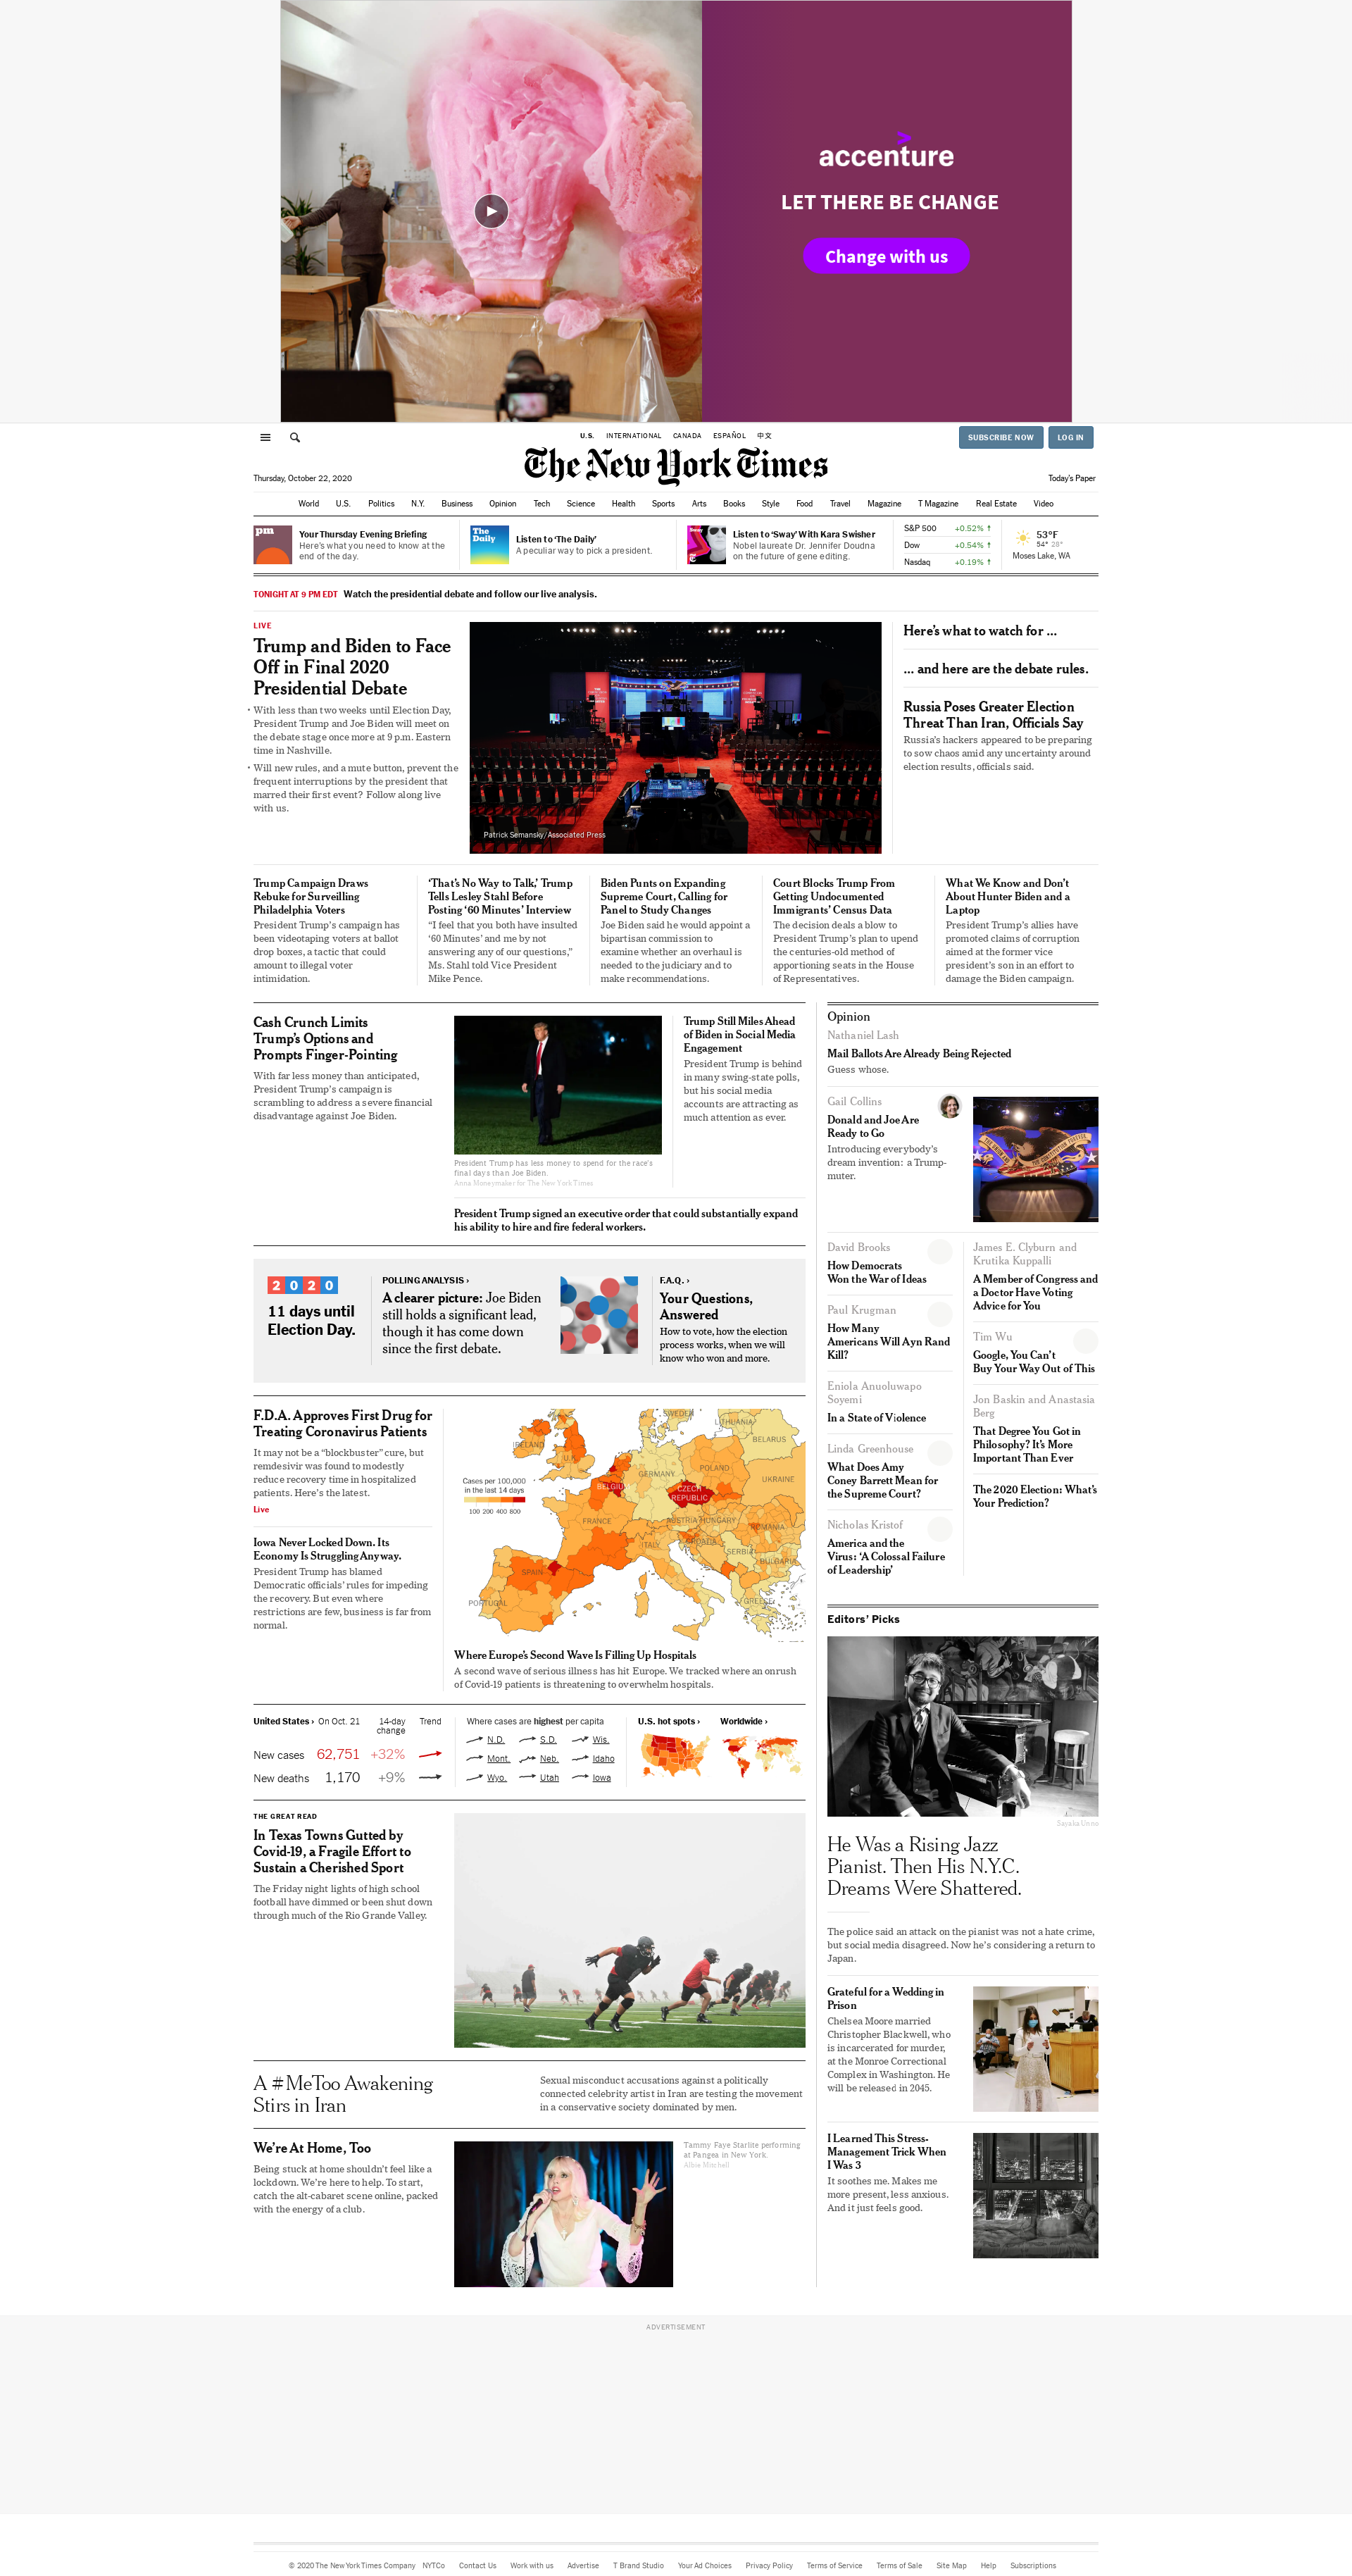 accenture
LET THERE BE CHANGE
Change with us
U.S. INTERNATIONAL CANADA ESPAÑOL 中文
SUBSCRIBE NOW LOG IN
The New York Times
Thursday, October 22, 2020
Today's Paper
World U.S. Politics N.Y. Business Opinion Tech Science Health Sports Arts Books Style Food Travel Magazine T Magazine Real Estate Video
pm
Your Thursday Evening Briefing
Here's what you need to know at the
end of the day.
The
Daily
Listen to 'The Daily'
A peculiar way to pick a president.
Listen to 'Sway' With Kara Swisher
Nobel laureate Dr. Jennifer Doudna
on the future of gene editing.
S&P 500 +0.52% ↑
Dow +0.54% ↑
Nasdaq +0.19% ↑
53°F
54° 28°
Moses Lake, WA
TONIGHT AT 9 PM EDT Watch the presidential debate and follow our live analysis.
LIVE
Trump and Biden to Face
Off in Final 2020
Presidential Debate
• With less than two weeks until Election Day,
President Trump and Joe Biden will meet on
the debate stage once more at 9 p.m. Eastern
time in Nashville.
• Will new rules, and a mute button, prevent the
frequent interruptions by the president that
marred their first event? Follow along live
with us.
Patrick Semansky/Associated Press
Here's what to watch for …
… and here are the debate rules.
Russia Poses Greater Election
Threat Than Iran, Officials Say
Russia's hackers appeared to be preparing
to sow chaos amid any uncertainty around
election results, officials said.
Trump Campaign Draws
Rebuke for Surveilling
Philadelphia Voters
President Trump's campaign has
been videotaping voters at ballot
drop boxes, a tactic that could
amount to illegal voter
intimidation.
'That's No Way to Talk,' Trump
Tells Lesley Stahl Before
Posting '60 Minutes' Interview
"I feel that you both have insulted
'60 Minutes' and me by not
answering any of our questions,"
Ms. Stahl told Vice President
Mike Pence.
Biden Punts on Expanding
Supreme Court, Calling for
Panel to Study Changes
Joe Biden said he would appoint a
bipartisan commission to
examine whether an overhaul is
needed to the judiciary and to
make recommendations.
Court Blocks Trump From
Getting Undocumented
Immigrants' Census Data
The decision deals a blow to
President Trump's plan to upend
the centuries-old method of
apportioning seats in the House
of Representatives.
What We Know and Don't
About Hunter Biden and a
Laptop
President Trump's allies have
promoted claims of corruption
aimed at the former vice
president's son in an effort to
damage the Biden campaign.
Cash Crunch Limits
Trump's Options and
Prompts Finger-Pointing
With far less money than anticipated,
President Trump's campaign is
scrambling to address a severe financial
disadvantage against Joe Biden.
President Trump has less money to spend for the race's
final days than Joe Biden.
Anna Moneymaker for The New York Times
Trump Still Miles Ahead
of Biden in Social Media
Engagement
President Trump is behind
in many swing-state polls,
but his social media
accounts are attracting as
much attention as ever.
President Trump signed an executive order that could substantially expand
his ability to hire and fire federal workers.
2020
11 days until
Election Day.
POLLING ANALYSIS ›
A clearer picture: Joe Biden
still holds a significant lead,
though it has come down
since the first debate.
F.A.Q. ›
Your Questions,
Answered
How to vote, how the election
process works, when we will
know who won and more.
F.D.A. Approves First Drug for
Treating Coronavirus Patients
It may not be a "blockbuster" cure, but
remdesivir was found to modestly
reduce recovery time in hospitalized
patients. Here's the latest.
Live
Iowa Never Locked Down. Its
Economy Is Struggling Anyway.
President Trump has blamed
Democratic officials' rules for impeding
the recovery. But even where
restrictions are few, business is far from
normal.
Cases per 100,000
in the last 14 days
100 200 400 800
SWEDEN
LITHUANIA
BELARUS
IRELAND
U.K.
POLAND
GERMANY
UKRAINE
BELGIUM
CZECH
REPUBLIC
FRANCE
AUSTRIA HUNGARY
ROMANIA
CROATIA
ITALY
SERBIA
BULGARIA
SPAIN
PORTUGAL
GREECE
Where Europe's Second Wave Is Filling Up Hospitals
A second wave of serious illness has hit Europe. We tracked where an onrush
of Covid-19 patients is threatening to overwhelm hospitals.
United States › On Oct. 21 14-day
change Trend
New cases 62,751 +32%
New deaths 1,170 +9%
Where cases are highest per capita
N.D. S.D. Wis.
Mont. Neb. Idaho
Wyo. Utah Iowa
U.S. hot spots › Worldwide ›
THE GREAT READ
In Texas Towns Gutted by
Covid-19, a Fragile Effort to
Sustain a Cherished Sport
The Friday night lights of high school
football have dimmed or been shut down
through much of the Rio Grande Valley.
A #MeToo Awakening
Stirs in Iran
Sexual misconduct accusations against a politically
connected celebrity artist in Iran are testing the movement
in a conservative society dominated by men.
We're At Home, Too
Being stuck at home shouldn't feel like a
lockdown. We're here to help. To start,
catch the alt-cabaret scene online, packed
with the energy of a club.
Tammy Faye Starlite performing
at Pangea in New York.
Albie Mitchell
Opinion
Nathaniel Lash
Mail Ballots Are Already Being Rejected
Guess whose.
Gail Collins
Donald and Joe Are
Ready to Go
Introducing everybody's
dream invention: a Trump-
muter.
David Brooks
How Democrats
Won the War of Ideas
Paul Krugman
How Many
Americans Will Ayn Rand
Kill?
Eniola Anuoluwapo
Soyemi
In a State of Violence
Linda Greenhouse
What Does Amy
Coney Barrett Mean for
the Supreme Court?
Nicholas Kristof
America and the
Virus: 'A Colossal Failure
of Leadership'
James E. Clyburn and
Krutika Kuppalli
A Member of Congress and
a Doctor Have Voting
Advice for You
Tim Wu
Google, You Can't
Buy Your Way Out of This
Jon Baskin and Anastasia
Berg
That Degree You Got in
Philosophy? It's More
Important Than Ever
The 2020 Election: What's
Your Prediction?
Editors' Picks
Sayaka Ueno
He Was a Rising Jazz
Pianist. Then His N.Y.C.
Dreams Were Shattered.
The police said an attack on the pianist was not a hate crime,
but social media disagreed. Now he's considering a return to
Japan.
Grateful for a Wedding in
Prison
Chelsea Moore married
Christopher Blackwell, who
is incarcerated for murder,
at the Monroe Correctional
Complex in Washington. He
will be released in 2045.
I Learned This Stress-
Management Trick When
I Was 3
It soothes me. Makes me
more present, less anxious.
And it just feels good.
ADVERTISEMENT
© 2020 The New York Times Company NYTCo Contact Us Work with us Advertise T Brand Studio Your Ad Choices Privacy Policy Terms of Service Terms of Sale Site Map Help Subscriptions